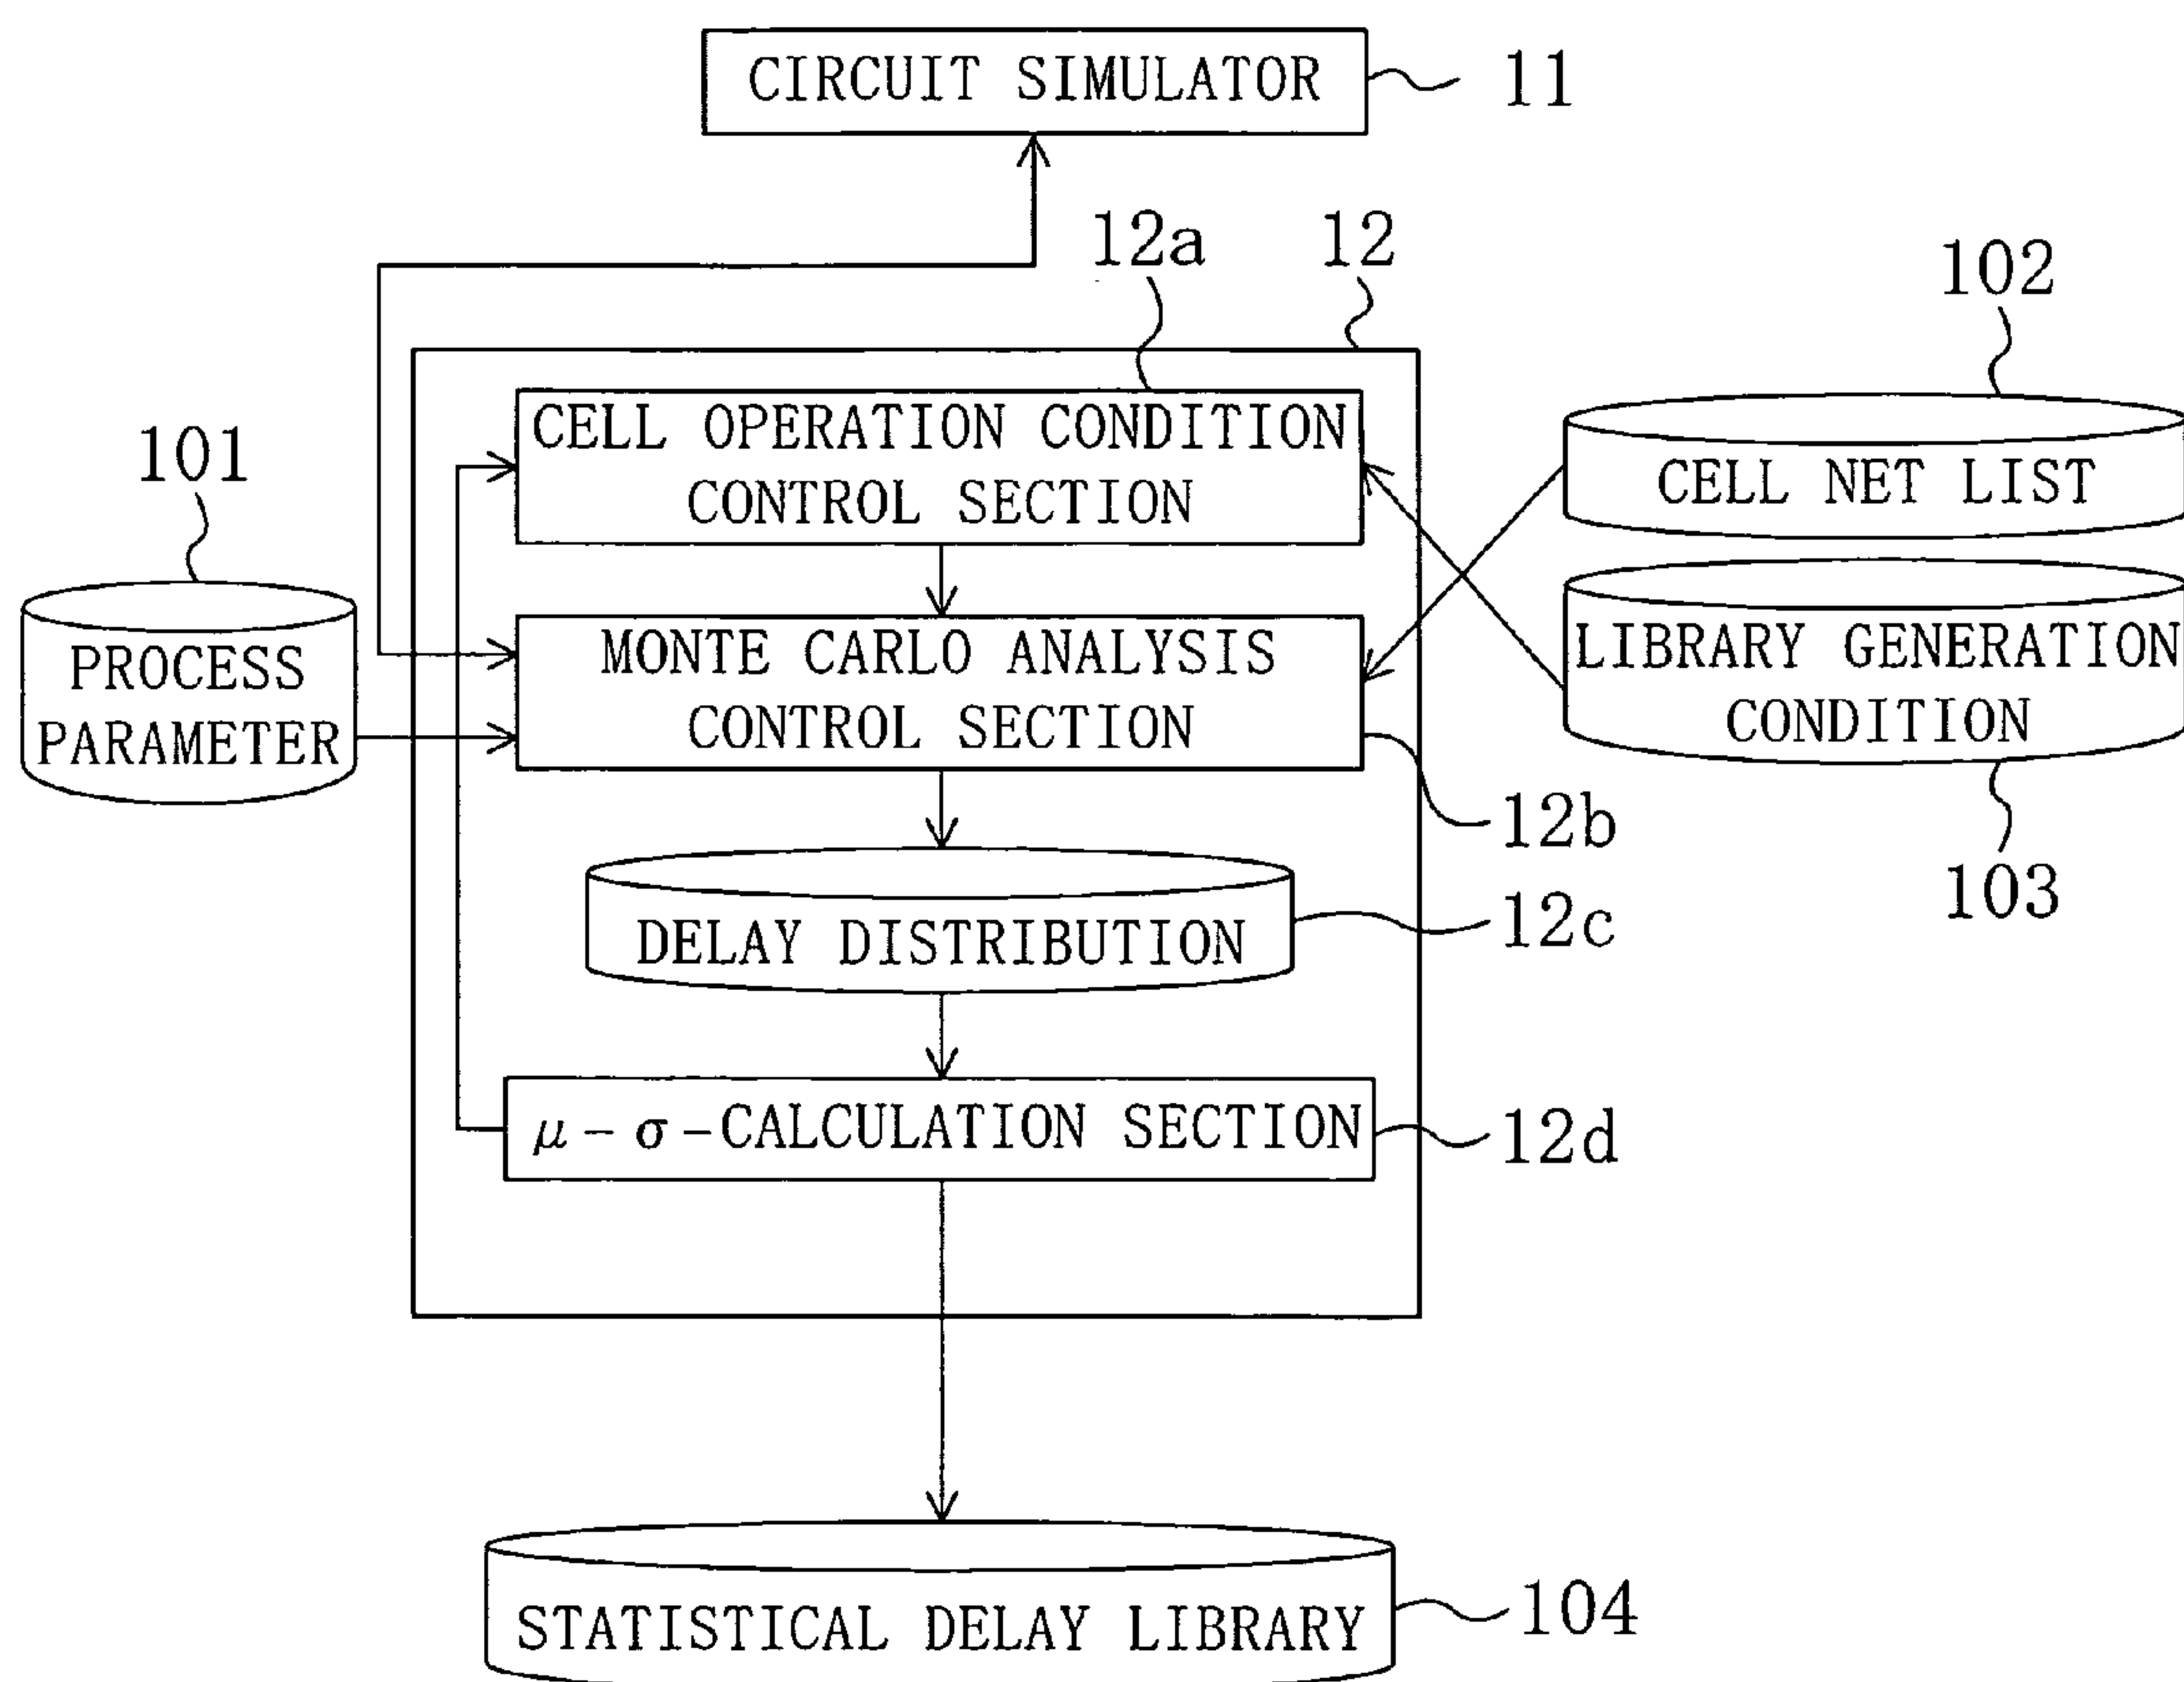 CIRCUIT SIMULATOR
11
12a
12
102
CELL OPERATION CONDITION
CONTROL SECTION
101
CELL NET LIST
PROCESS
PARAMETER
MONTE CARLO ANALYSIS
CONTROL SECTION
LIBRARY GENERATION
CONDITION
12b
103
DELAY DISTRIBUTION
12c
μ-σ-CALCULATION SECTION
12d
STATISTICAL DELAY LIBRARY
104